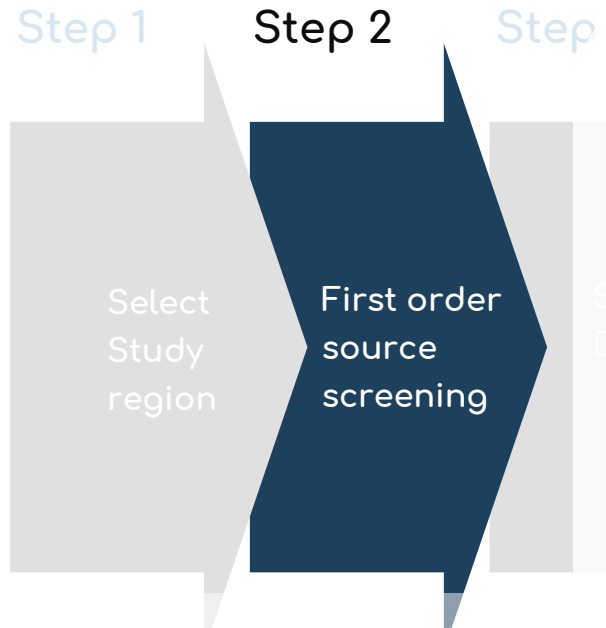 Step 1
Step 2
Step
Select
Study
region
First order
source
screening
S
D